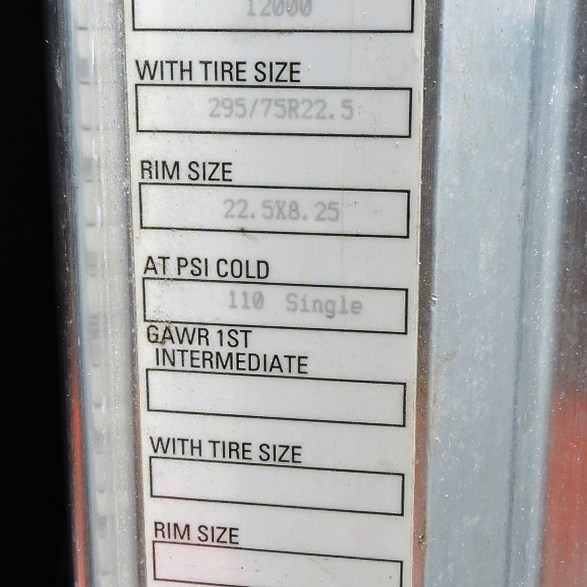 12000
WITH TIRE SIZE
295/75R22.5
RIM SIZE
22.5X8.25
AT PSI COLD
110 Single
GAWR 1ST
INTERMEDIATE
WITH TIRE SIZE
RIM SIZE